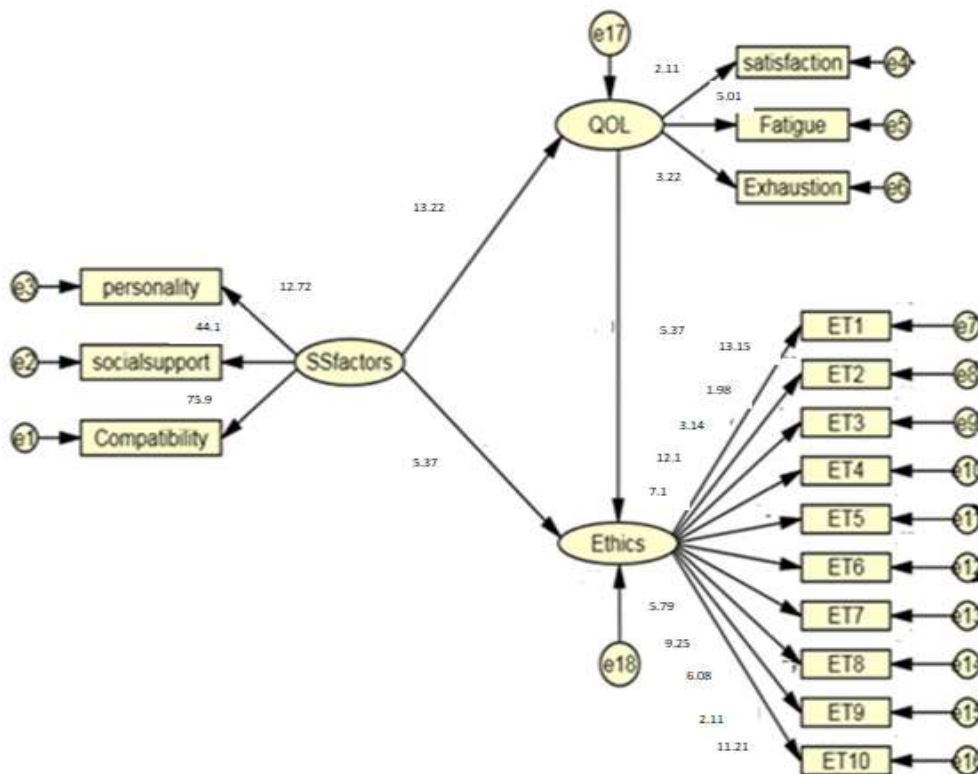 e17
2.11
satisfaction
e4
5.01
QOL
Fatigue
e5
3.22
Exhaustion
e6
13.22
e3
personality
12.72
44.1
e2
socialsupport
SSfactors
75.9
e1
Compatibility
5.37
5.37
13.15
ET1
e7
1.98
ET2
e8
3.14
ET3
e9
12.1
ET4
7.1
ET5
Ethics
ET6
5.79
ET7
9.25
e18
6.08
ET8
2.11
ET9
11.21
ET10